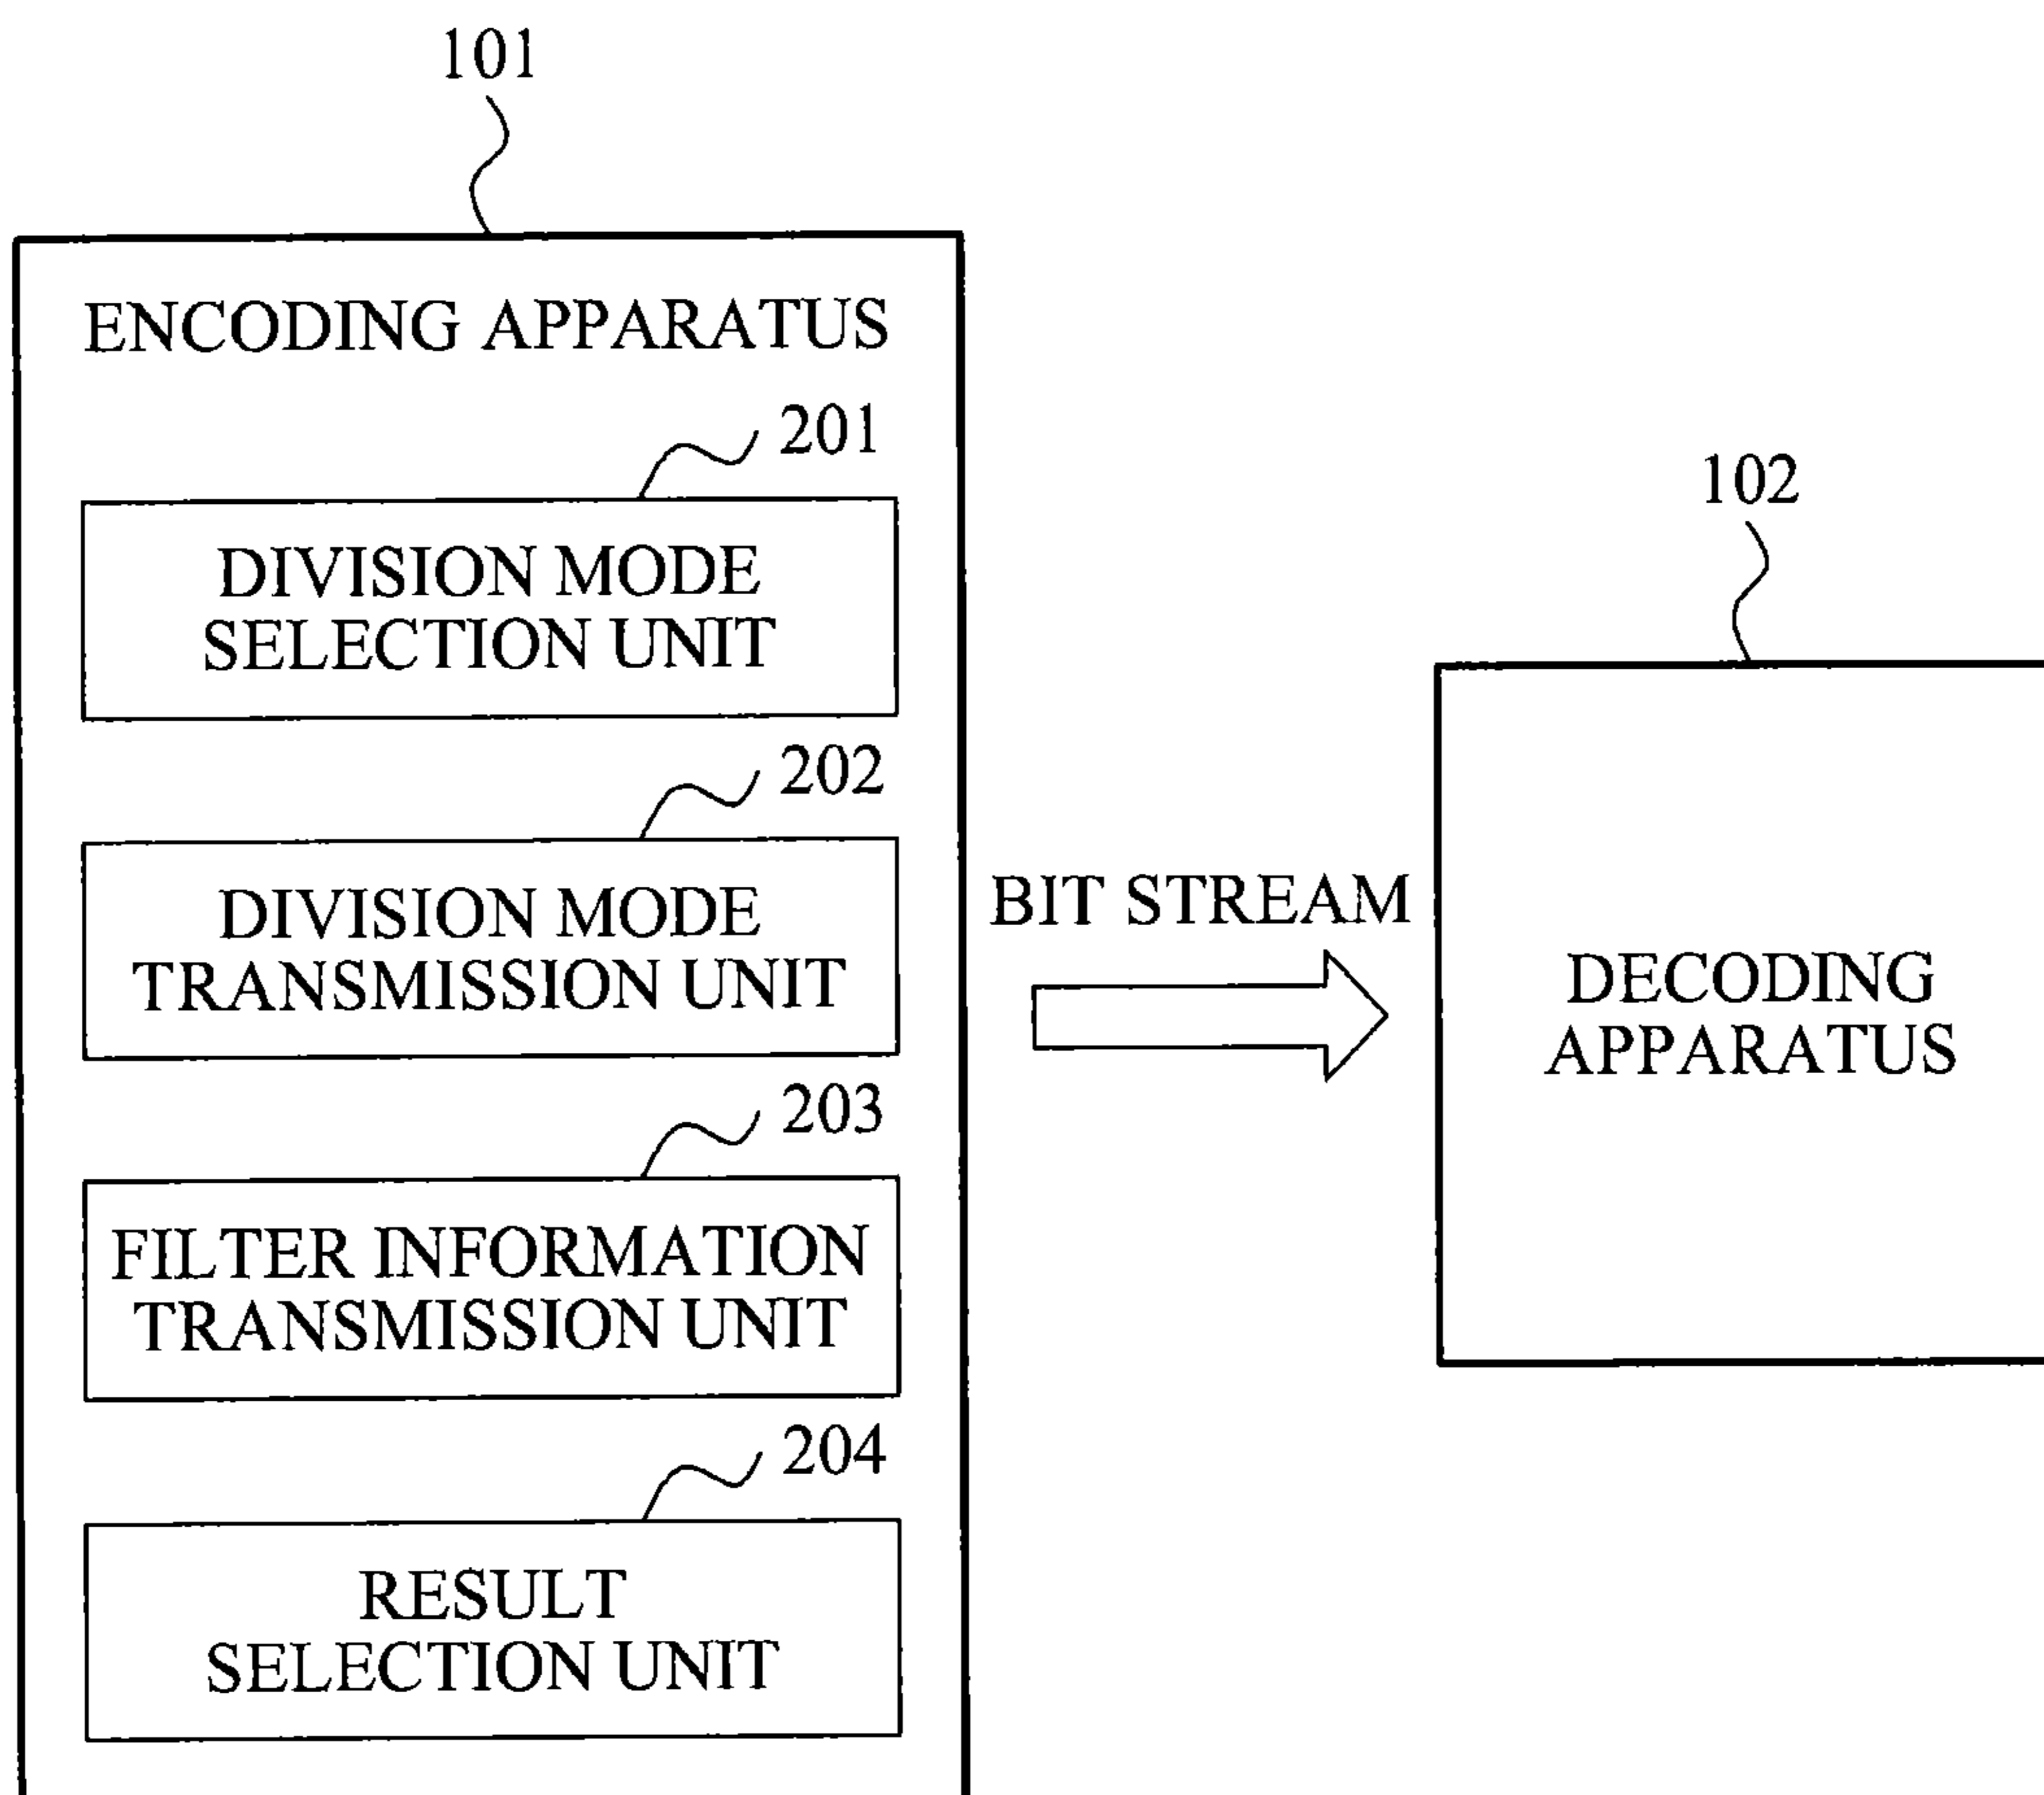 101
ENCODING APPARATUS
201
DIVISION MODE
SELECTION UNIT
202
DIVISION MODE
TRANSMISSION UNIT
203
FILTER INFORMATION
TRANSMISSION UNIT
204
RESULT
SELECTION UNIT
BIT STREAM
102
DECODING
APPARATUS